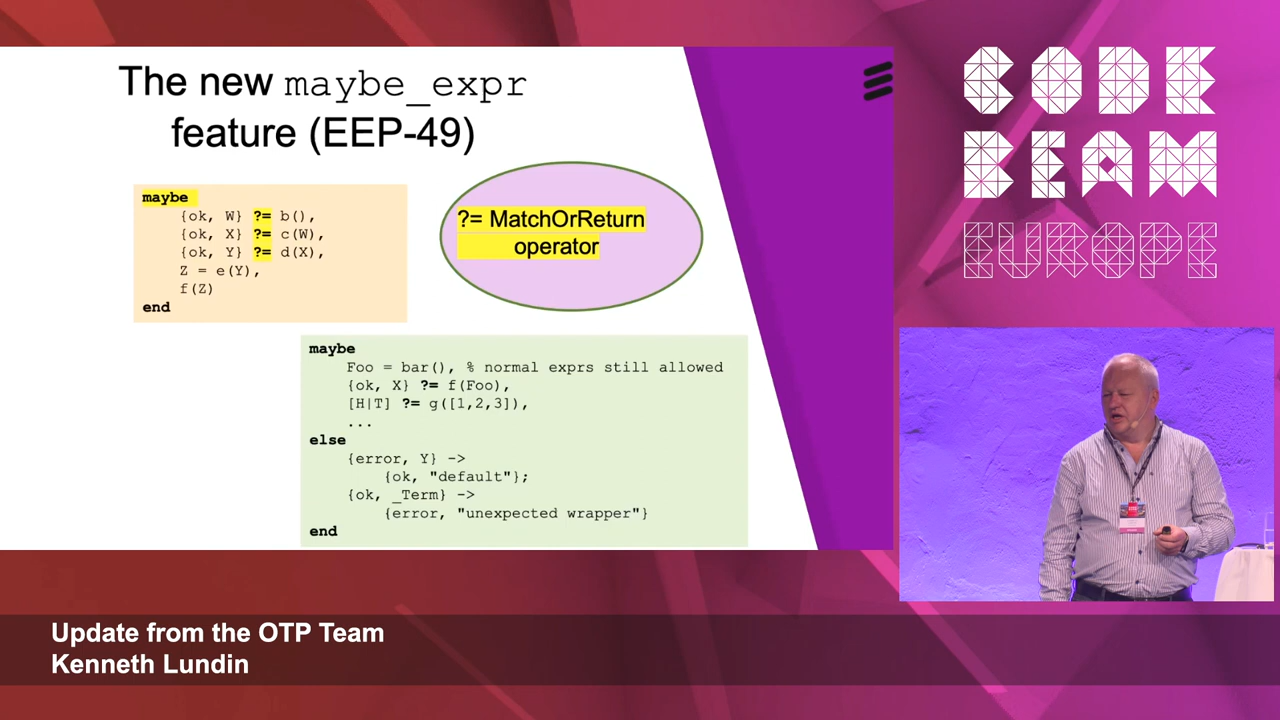 The new maybe_expr
feature (EEP-49)
maybe
{ok, W} ?= b(),
{ok, X} ?= c(W),
{ok, Y} ?= d(X),
Z = e(Y),
f(Z)
end
?= MatchOrReturn
operator
maybe
Foo = bar(), % normal exprs still allowed
{ok, X} ?= f(Foo),
[H|T] ?= g([1,2,3]),
...
else
{error, Y} ->
{ok, "default"};
{ok, _Term} ->
{error, "unexpected wrapper"}
end
CODE
BEAM
EUROPE
Update from the OTP Team
Kenneth Lundin